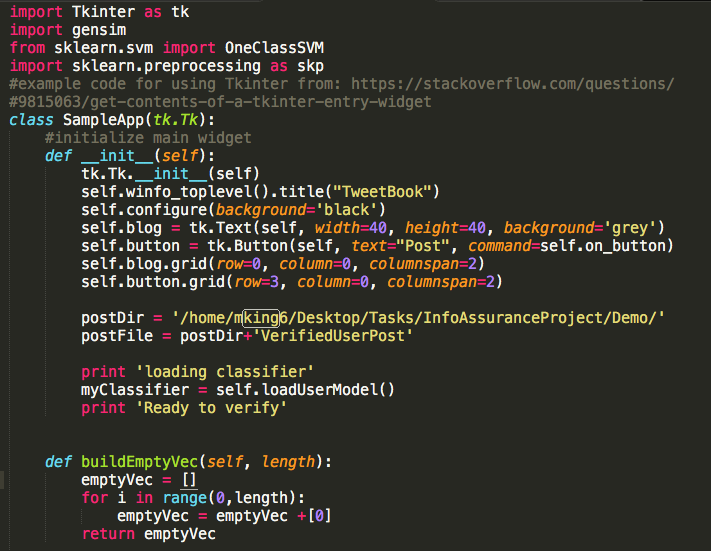 import Tkinter as tk
import gensim
from sklearn.svm import OneClassSVM
import sklearn.preprocessing as skp
#example code for using Tkinter from: https://stackoverflow.com/questions/
#9815063/get-contents-of-a-tkinter-entry-widget
class SampleApp(tk.Tk):
    #initialize main widget
    def __init__(self):
        tk.Tk.__init__(self)
        self.winfo_toplevel().title("TweetBook")
        self.configure(background='black')
        self.blog = tk.Text(self, width=40, height=40, background='grey')
        self.button = tk.Button(self, text="Post", command=self.on_button)
        self.blog.grid(row=0, column=0, columnspan=2)
        self.button.grid(row=3, column=0, columnspan=2)

        postDir = '/home/mking6/Desktop/Tasks/InfoAssuranceProject/Demo/'
        postFile = postDir+'VerifiedUserPost'

        print 'loading classifier'
        myClassifier = self.loadUserModel()
        print 'Ready to verify'


    def buildEmptyVec(self, length):
        emptyVec = []
        for i in range(0,length):
            emptyVec = emptyVec +[0]
        return emptyVec